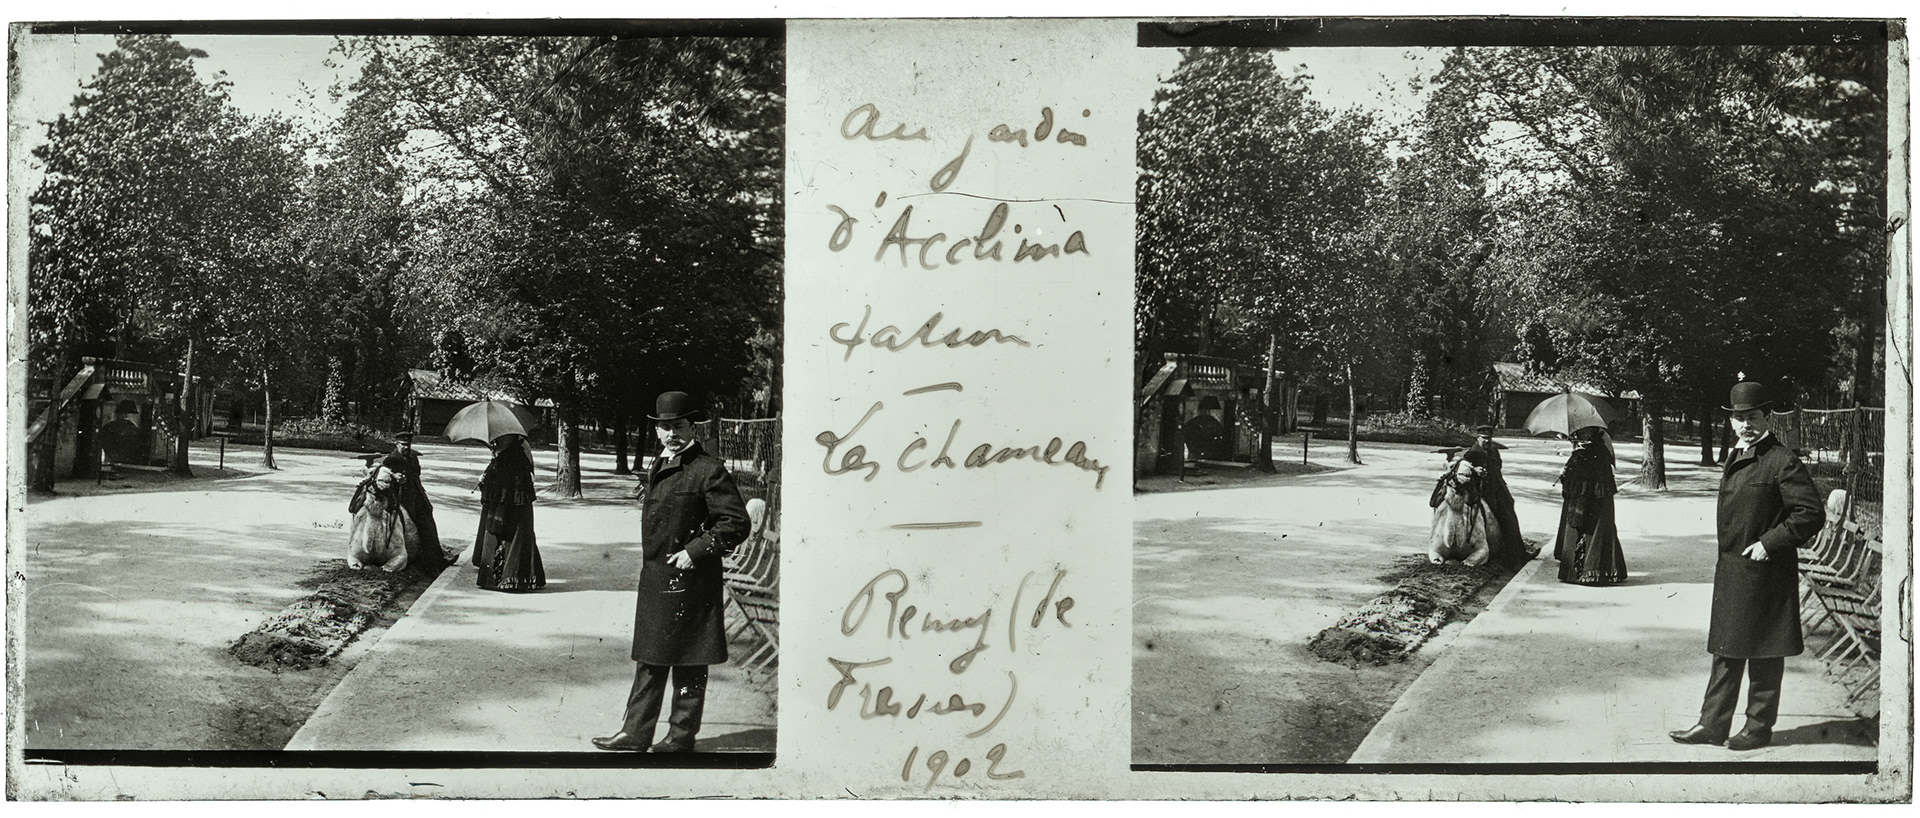 au jardin
d'Acclima
tation
Les chameaux
Remy (de
Fresnes)
1902